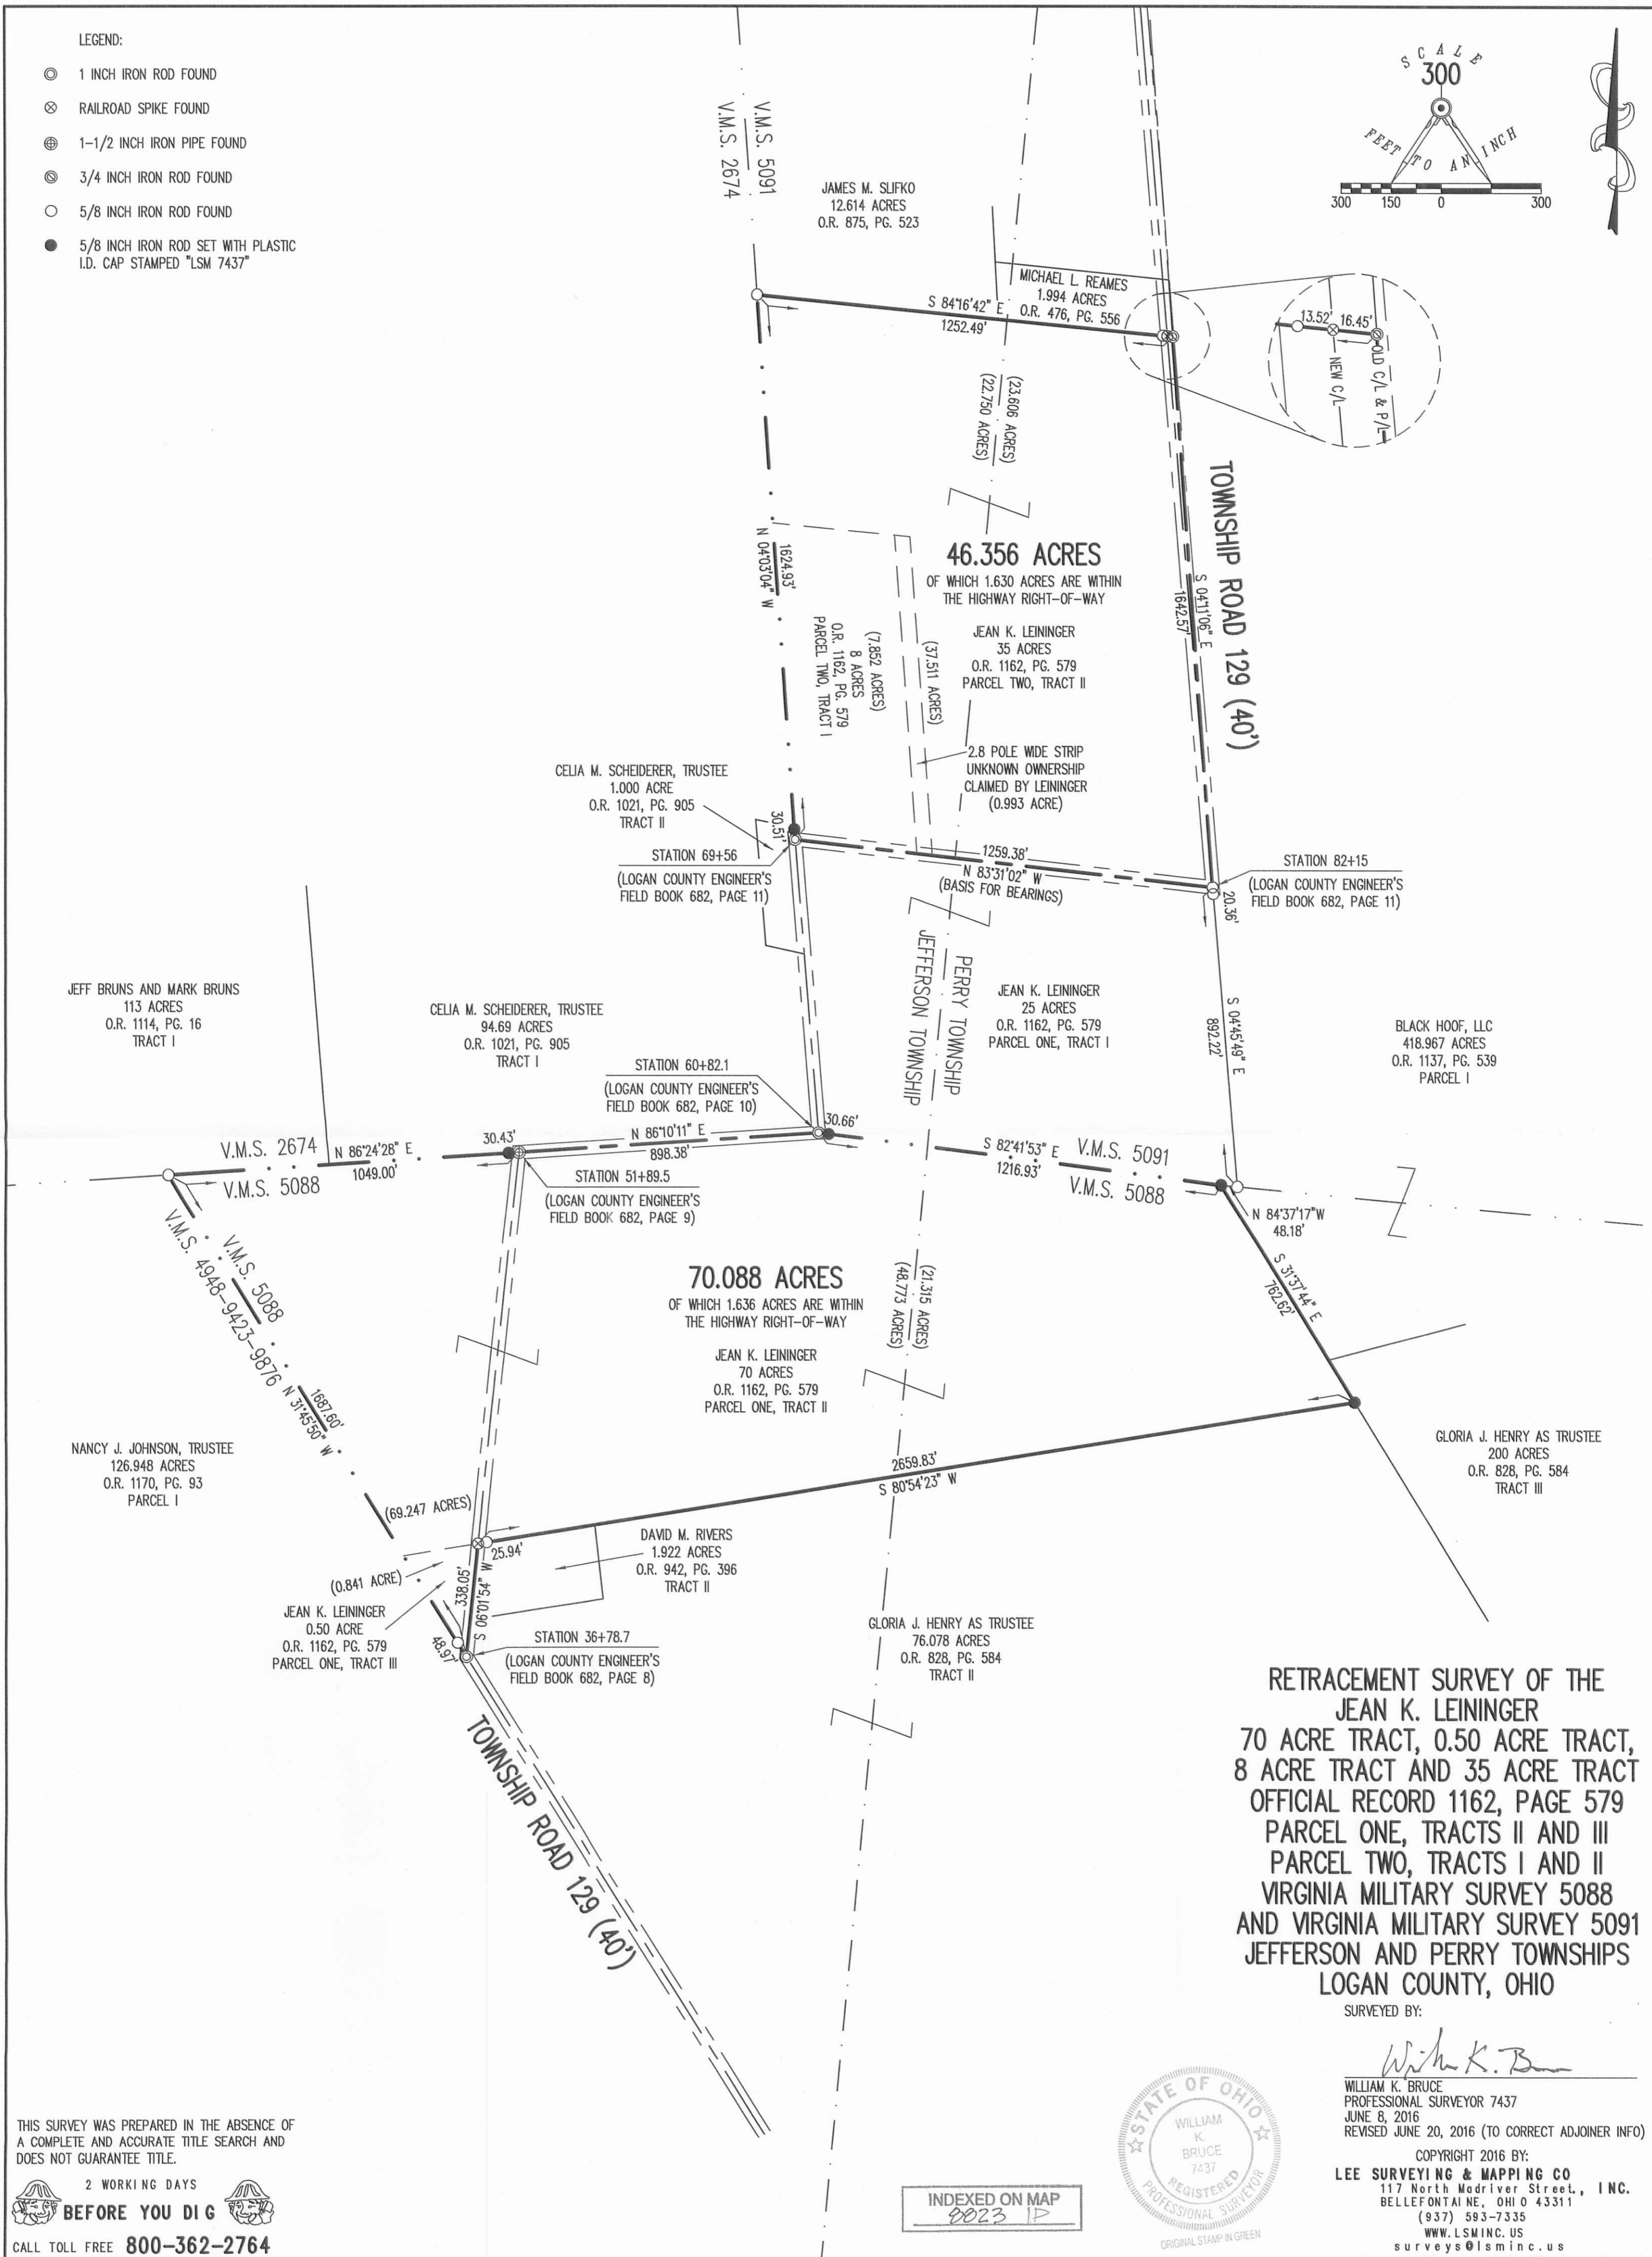 LEGEND:
1 INCH IRON ROD FOUND
RAILROAD SPIKE FOUND
1-1/2 INCH IRON PIPE FOUND
3/4 INCH IRON ROD FOUND
5/8 INCH IRON ROD FOUND
5/8 INCH IRON ROD SET WITH PLASTIC
I.D. CAP STAMPED "LSM 7437"
V.M.S. 5091
V.M.S. 2674
JAMES M. SLIFKO
12.614 ACRES
O.R. 875, PG. 523
SCALE
300
FEET TO AN INCH
300 150 0 300
MICHAEL L. REAMES
1.994 ACRES
O.R. 476, PG. 556
S 84°16'42" E
1252.49'
13.52' 16.45'
NEW C/L
OLD C/L & P/L
(23.606 ACRES)
(22.750 ACRES)
TOWNSHIP ROAD 129 (40')
1624.93'
N 04°03'04" W
46.356 ACRES
OF WHICH 1.630 ACRES ARE WITHIN
THE HIGHWAY RIGHT-OF-WAY
S 04°11'06" E
1642.57'
JEAN K. LEININGER
35 ACRES
O.R. 1162, PG. 579
PARCEL TWO, TRACT II
(37.511 ACRES)
(7.852 ACRES)
8 ACRES
O.R. 1162, PG. 579
PARCEL TWO, TRACT I
2.8 POLE WIDE STRIP
UNKNOWN OWNERSHIP
CLAIMED BY LEININGER
(0.993 ACRE)
CELIA M. SCHEIDERER, TRUSTEE
1.000 ACRE
O.R. 1021, PG. 905
TRACT II
30.51'
STATION 69+56
(LOGAN COUNTY ENGINEER'S
FIELD BOOK 682, PAGE 11)
1259.38'
N 83°31'02" W
(BASIS FOR BEARINGS)
STATION 82+15
(LOGAN COUNTY ENGINEER'S
FIELD BOOK 682, PAGE 11)
20.36'
PERRY TOWNSHIP
JEFFERSON TOWNSHIP
JEFF BRUNS AND MARK BRUNS
113 ACRES
O.R. 1114, PG. 16
TRACT I
CELIA M. SCHEIDERER, TRUSTEE
94.69 ACRES
O.R. 1021, PG. 905
TRACT I
JEAN K. LEININGER
25 ACRES
O.R. 1162, PG. 579
PARCEL ONE, TRACT I
S 04°45'49" E
892.22'
BLACK HOOF, LLC
418.967 ACRES
O.R. 1137, PG. 539
PARCEL I
STATION 60+82.1
(LOGAN COUNTY ENGINEER'S
FIELD BOOK 682, PAGE 10)
30.66'
V.M.S. 2674
V.M.S. 5088
N 86°24'28" E
1049.00'
30.43'
N 86°10'11" E
898.38'
S 82°41'53" E
1216.93'
V.M.S. 5091
V.M.S. 5088
STATION 51+89.5
(LOGAN COUNTY ENGINEER'S
FIELD BOOK 682, PAGE 9)
N 84°37'17"W
48.18'
V.M.S. 5088
V.M.S. 4948-9423-9876
S 31°37'44" E
762.62'
70.088 ACRES
OF WHICH 1.636 ACRES ARE WITHIN
THE HIGHWAY RIGHT-OF-WAY
(21.315 ACRES)
(48.773 ACRES)
JEAN K. LEININGER
70 ACRES
O.R. 1162, PG. 579
PARCEL ONE, TRACT II
1687.60'
N 31°45'50" W
NANCY J. JOHNSON, TRUSTEE
126.948 ACRES
O.R. 1170, PG. 93
PARCEL I
GLORIA J. HENRY AS TRUSTEE
200 ACRES
O.R. 828, PG. 584
TRACT III
2659.83'
S 80°54'23" W
(69.247 ACRES)
25.94'
DAVID M. RIVERS
1.922 ACRES
O.R. 942, PG. 396
TRACT II
(0.841 ACRE)
338.05'
S 06°01'54" W
JEAN K. LEININGER
0.50 ACRE
O.R. 1162, PG. 579
PARCEL ONE, TRACT III
48.97'
STATION 36+78.7
(LOGAN COUNTY ENGINEER'S
FIELD BOOK 682, PAGE 8)
GLORIA J. HENRY AS TRUSTEE
76.078 ACRES
O.R. 828, PG. 584
TRACT II
TOWNSHIP ROAD 129 (40')
RETRACEMENT SURVEY OF THE
JEAN K. LEININGER
70 ACRE TRACT, 0.50 ACRE TRACT,
8 ACRE TRACT AND 35 ACRE TRACT
OFFICIAL RECORD 1162, PAGE 579
PARCEL ONE, TRACTS II AND III
PARCEL TWO, TRACTS I AND II
VIRGINIA MILITARY SURVEY 5088
AND VIRGINIA MILITARY SURVEY 5091
JEFFERSON AND PERRY TOWNSHIPS
LOGAN COUNTY, OHIO
SURVEYED BY:
WILLIAM K. BRUCE
PROFESSIONAL SURVEYOR 7437
JUNE 8, 2016
REVISED JUNE 20, 2016 (TO CORRECT ADJOINER INFO)
COPYRIGHT 2016 BY:
LEE SURVEYING & MAPPING CO., INC.
117 North Madriver Street
BELLEFONTAINE, OHIO 43311
(937) 593-7335
WWW.LSMINC.US
surveys@lsminc.us
STATE OF OHIO
WILLIAM
K.
BRUCE
7437
REGISTERED
PROFESSIONAL SURVEYOR
ORIGINAL STAMP IN GREEN
INDEXED ON MAP
8023 1P
THIS SURVEY WAS PREPARED IN THE ABSENCE OF
A COMPLETE AND ACCURATE TITLE SEARCH AND
DOES NOT GUARANTEE TITLE.
2 WORKING DAYS
BEFORE YOU DIG
CALL TOLL FREE 800-362-2764